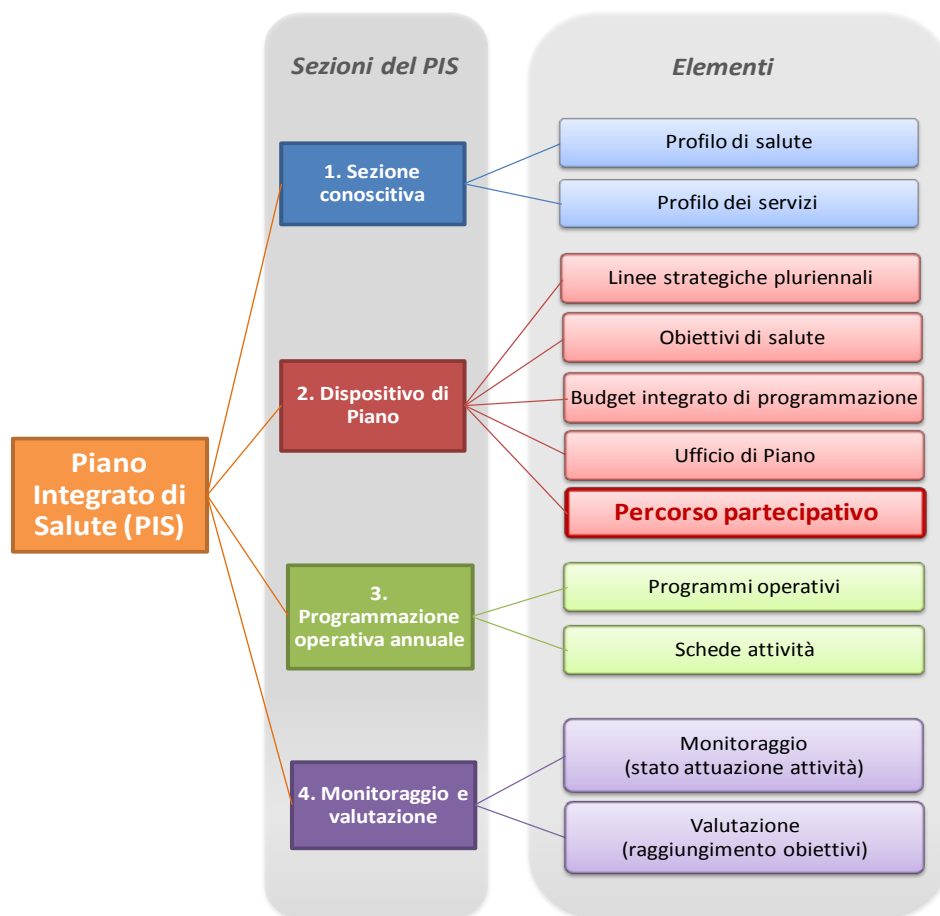 Sezioni del PIS
Elementi
Piano
Integrato di
Salute (PIS)
1. Sezione
conoscitiva
Profilo di salute
Profilo dei servizi
2. Dispositivo di
Piano
Linee strategiche pluriennali
Obiettivi di salute
Budget integrato di programmazione
Ufficio di Piano
Percorso partecipativo
3.
Programmazione
operativa annuale
Programmi operativi
Schede attività
4. Monitoraggio e
valutazione
Monitoraggio
(stato attuazione attività)
Valutazione
(raggiungimento obiettivi)